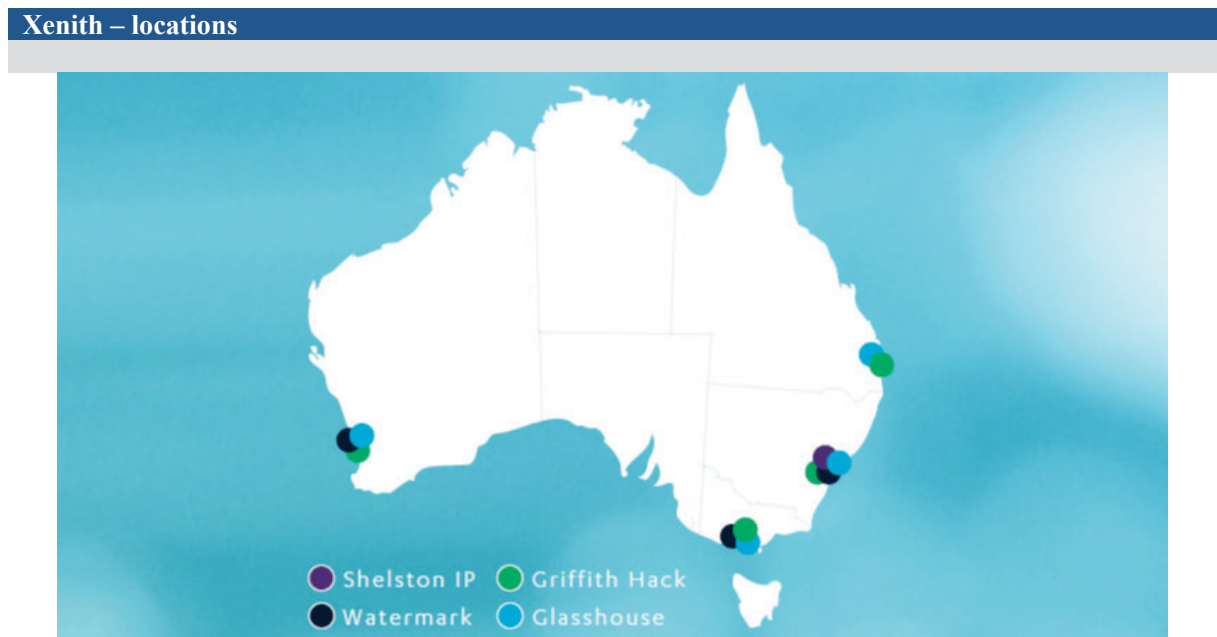 Xenith – locations
Shelston IP Griffith Hack
Watermark Glasshouse